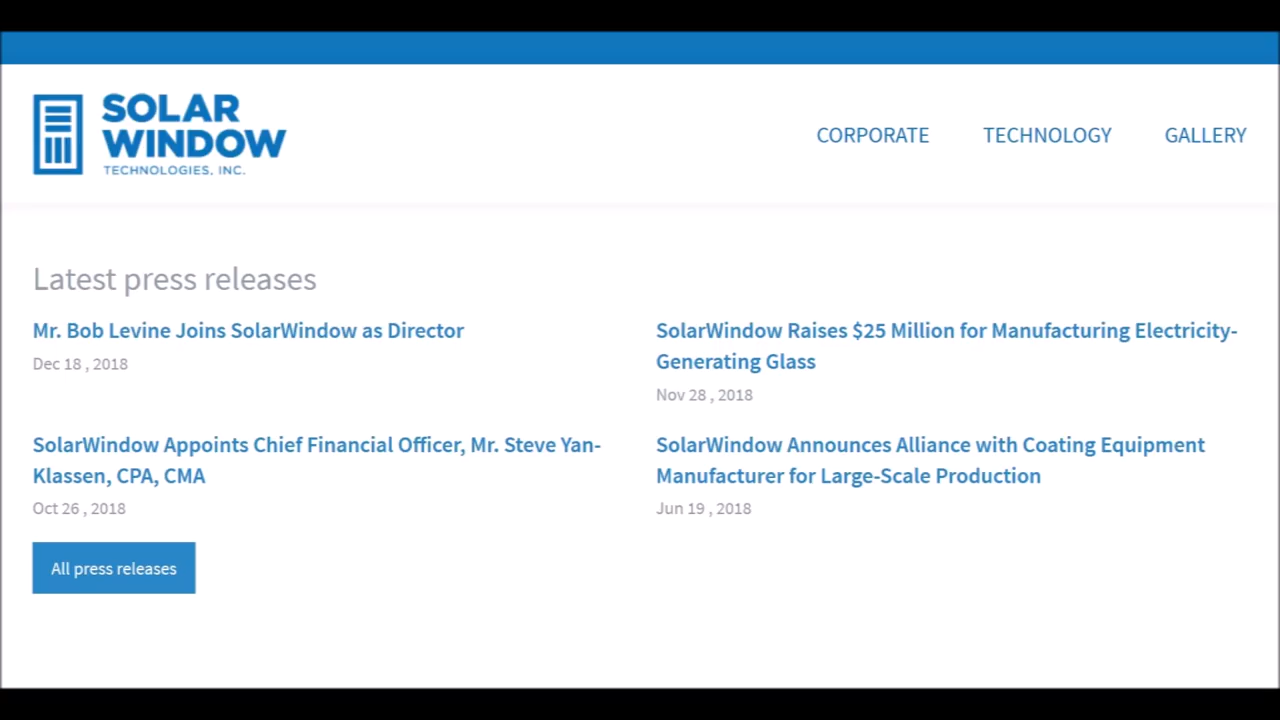 SOLAR
WINDOW
TECHNOLOGIES, INC.
CORPORATE
TECHNOLOGY
GALLERY
Latest press releases
Mr. Bob Levine Joins SolarWindow as Director
Dec 18 , 2018
SolarWindow Raises $25 Million for Manufacturing Electricity-
Generating Glass
Nov 28 , 2018
SolarWindow Appoints Chief Financial Officer, Mr. Steve Yan-
Klassen, CPA, CMA
Oct 26 , 2018
SolarWindow Announces Alliance with Coating Equipment
Manufacturer for Large-Scale Production
Jun 19 , 2018
All press releases